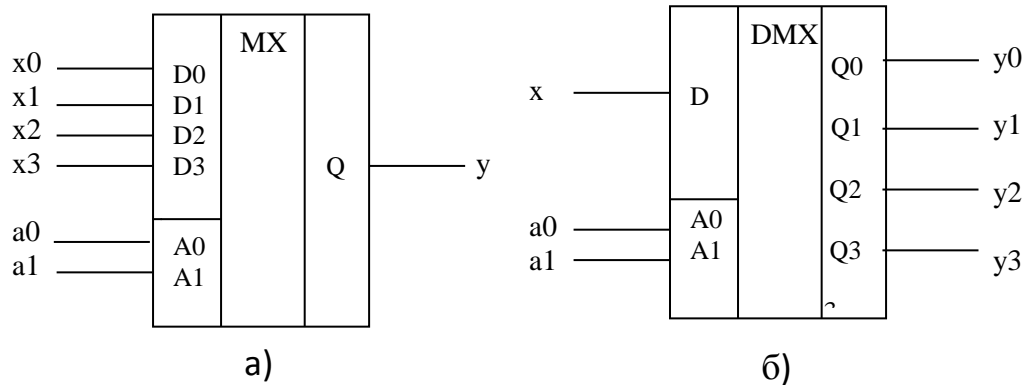 MX
x0 D0
x1 D1
x2 D2
x3 D3
Q y
a0 A0
a1 A1
а)
DMX
x D
Q0 y0
Q1 y1
Q2 y2
Q3 y3
a0 A0
a1 A1
б)